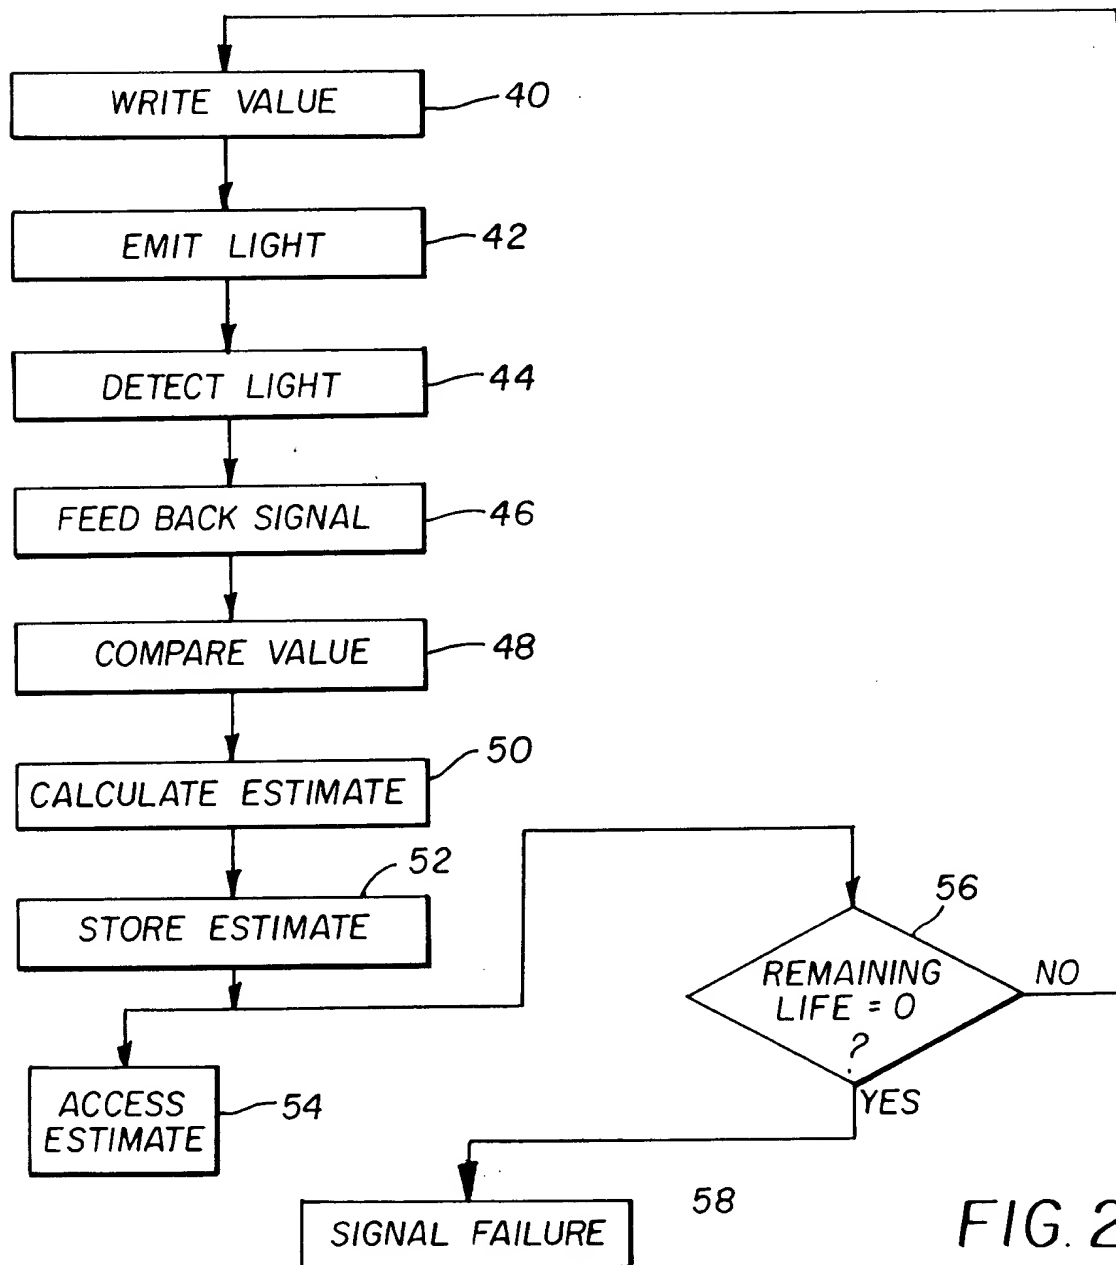 WRITE VALUE
40
EMIT LIGHT
42
DETECT LIGHT
44
FEED BACK SIGNAL
46
COMPARE VALUE
48
CALCULATE ESTIMATE
50
STORE ESTIMATE
52
ACCESS
ESTIMATE
54
REMAINING
LIFE = 0
?
56
NO
YES
SIGNAL FAILURE
58
FIG. 2